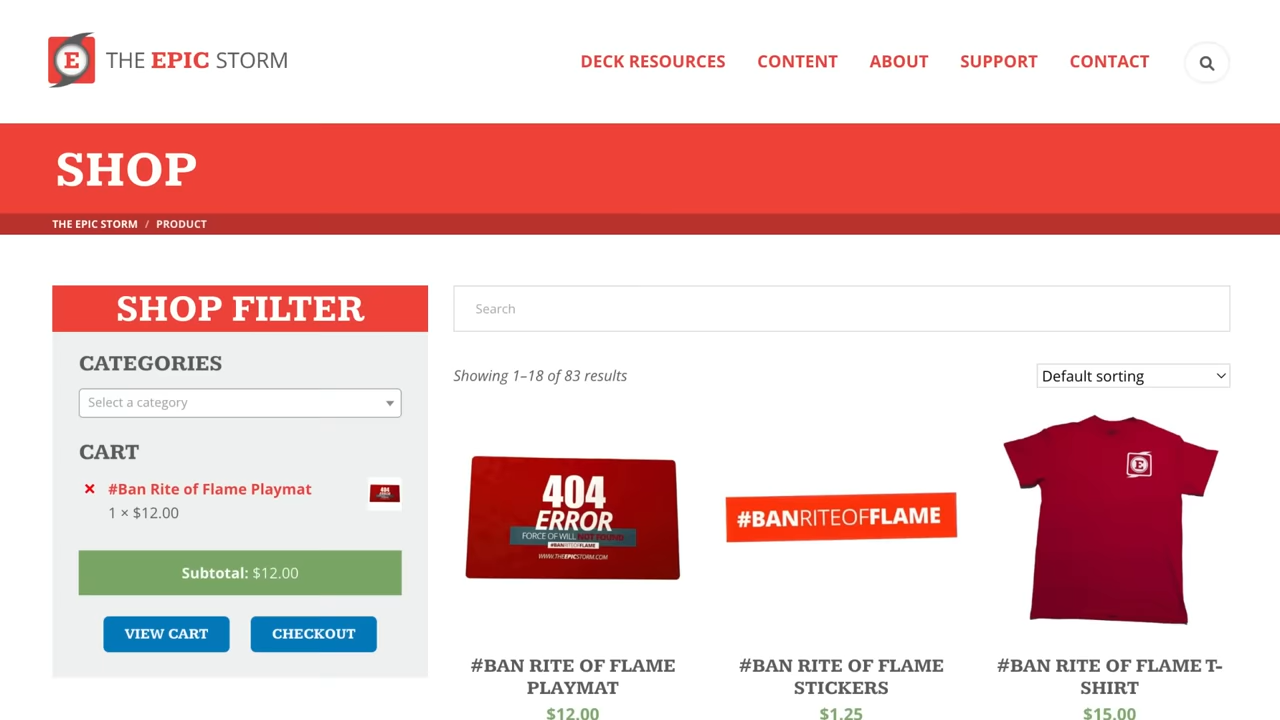 E THE EPIC STORM
DECK RESOURCES CONTENT ABOUT SUPPORT CONTACT
SHOP
THE EPIC STORM / PRODUCT
SHOP FILTER
CATEGORIES
Select a category
CART
#Ban Rite of Flame Playmat
1 × $12.00
Subtotal: $12.00
VIEW CART CHECKOUT
Search
Showing 1–18 of 83 results
Default sorting
404
ERROR
FORCE OF WILL NOT FOUND
#BANRITEOFFLAME
WWW.THEEPICSTORM.COM
#BANRITEOFFLAME
E
#BAN RITE OF FLAME
PLAYMAT
$12.00
#BAN RITE OF FLAME
STICKERS
$1.25
#BAN RITE OF FLAME T-
SHIRT
$15.00